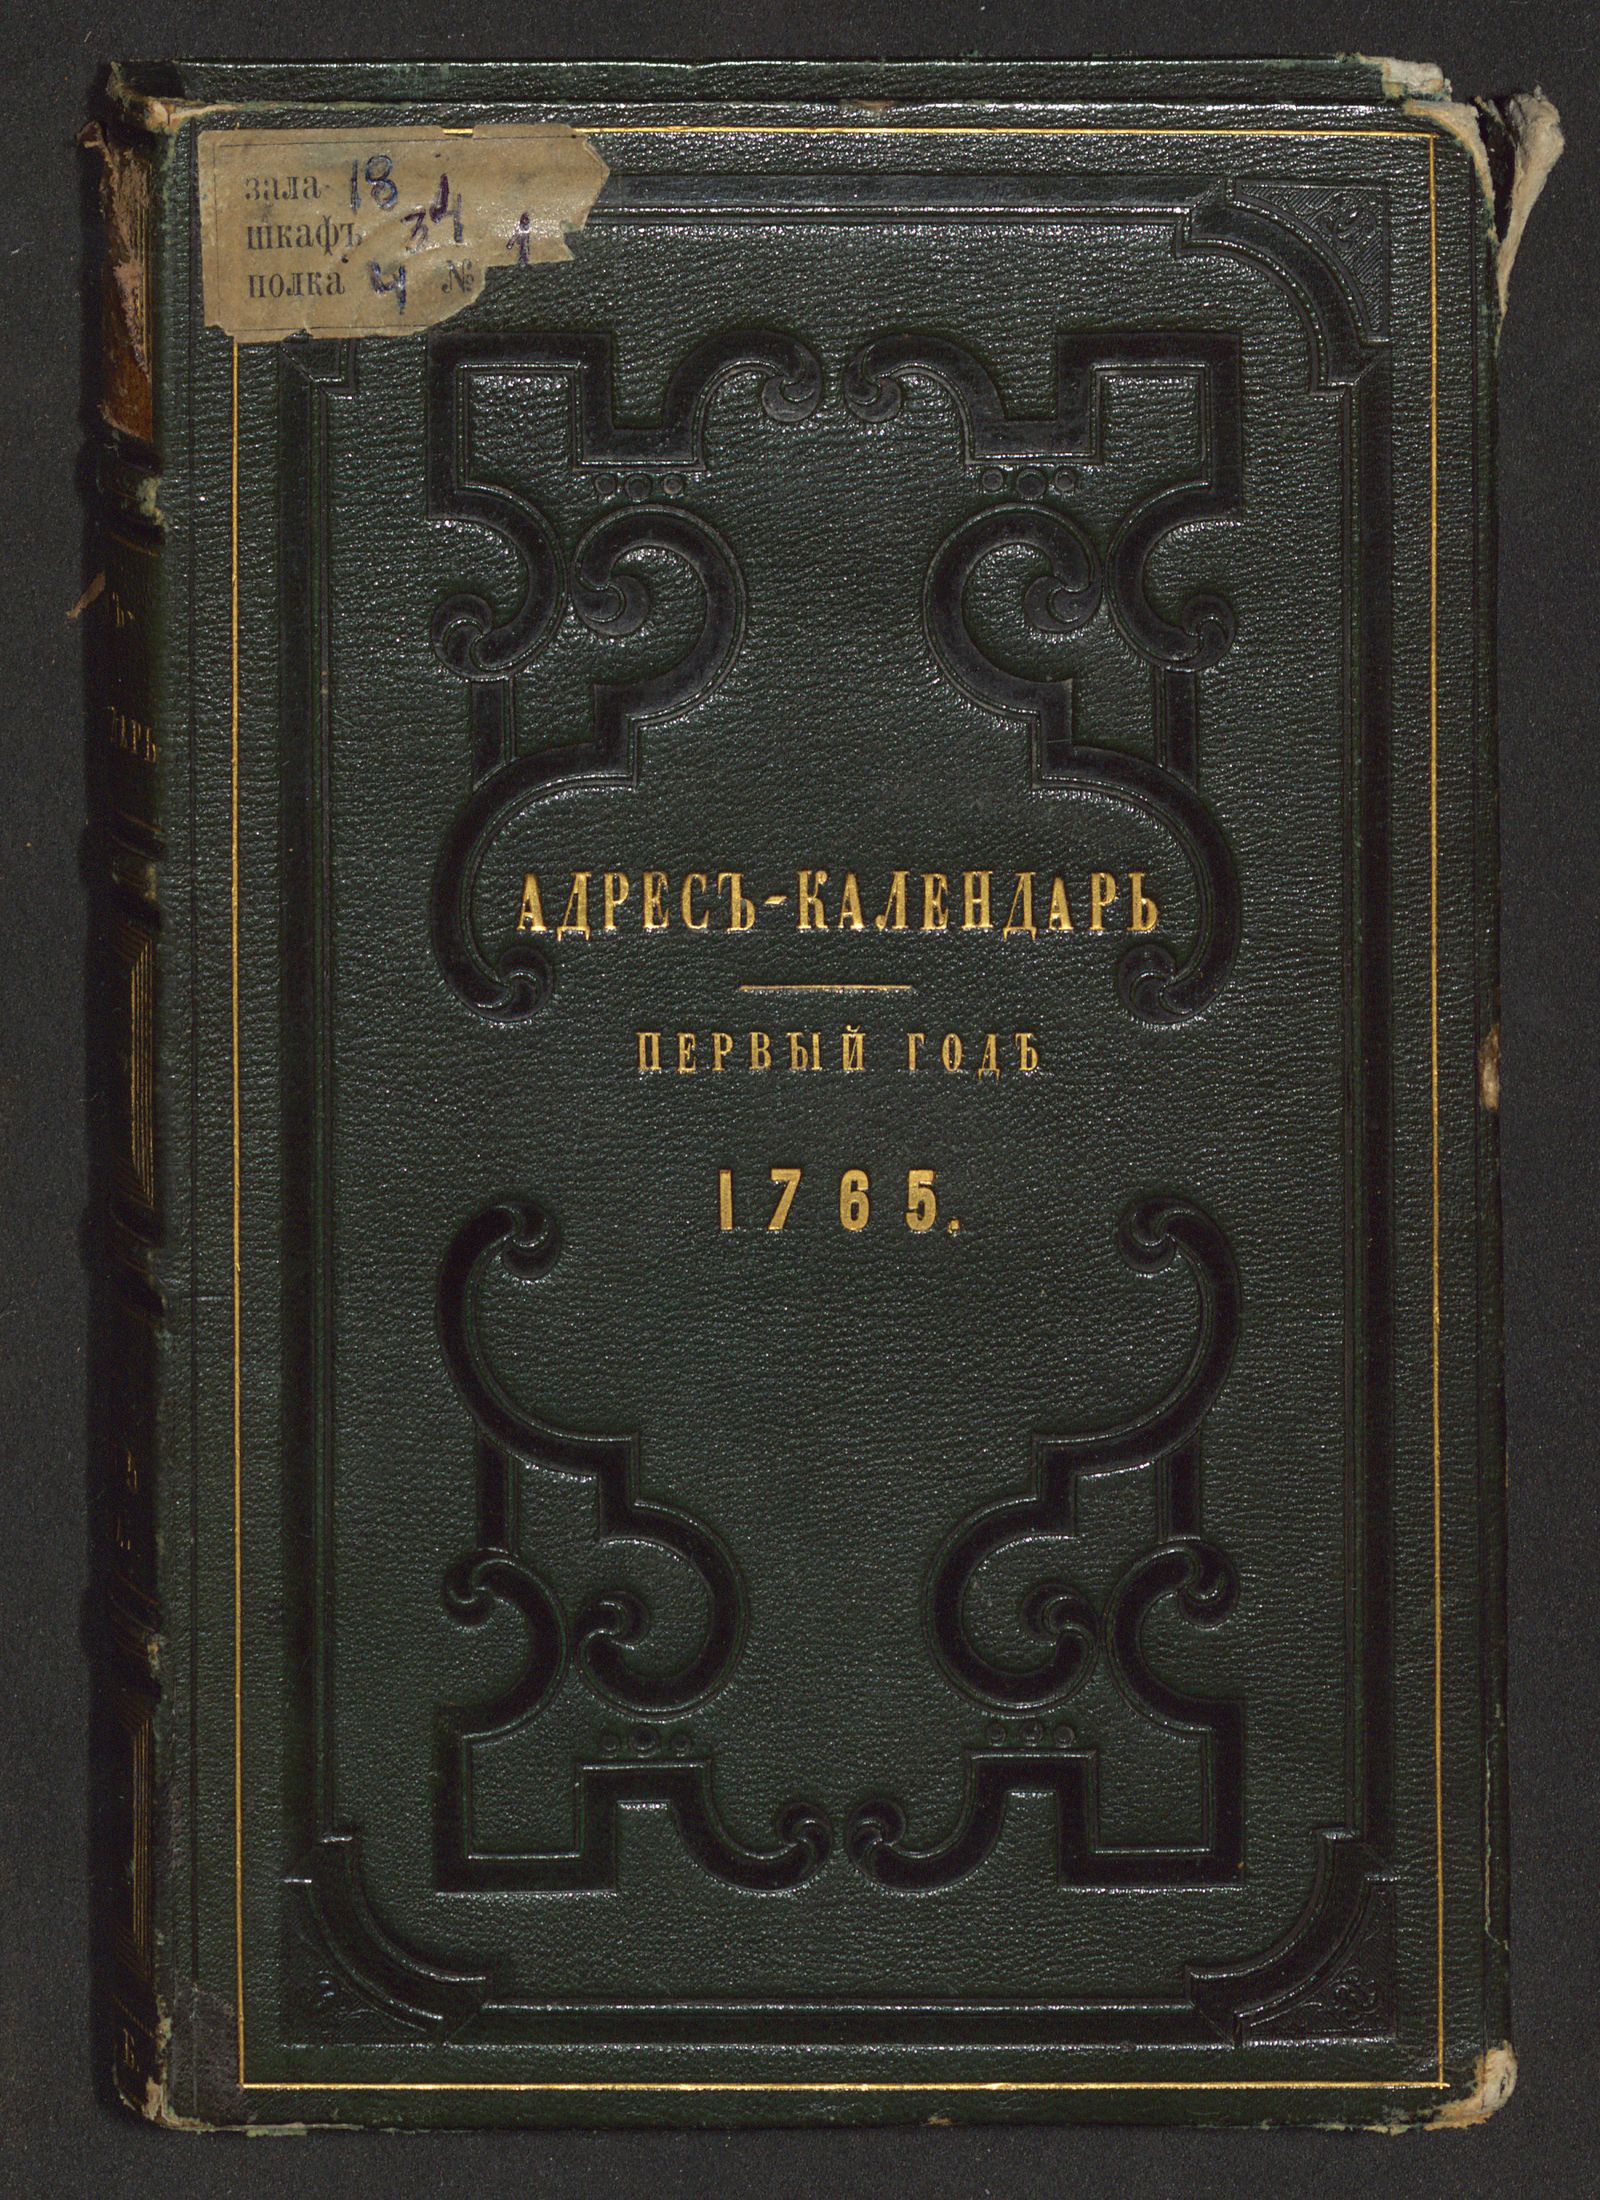 зала 18
шкафъ 34
полка 4 № 1
АДРЕСЪ-КАЛЕНДАРЬ
ПЕРВЫЙ ГОДЪ
1765.